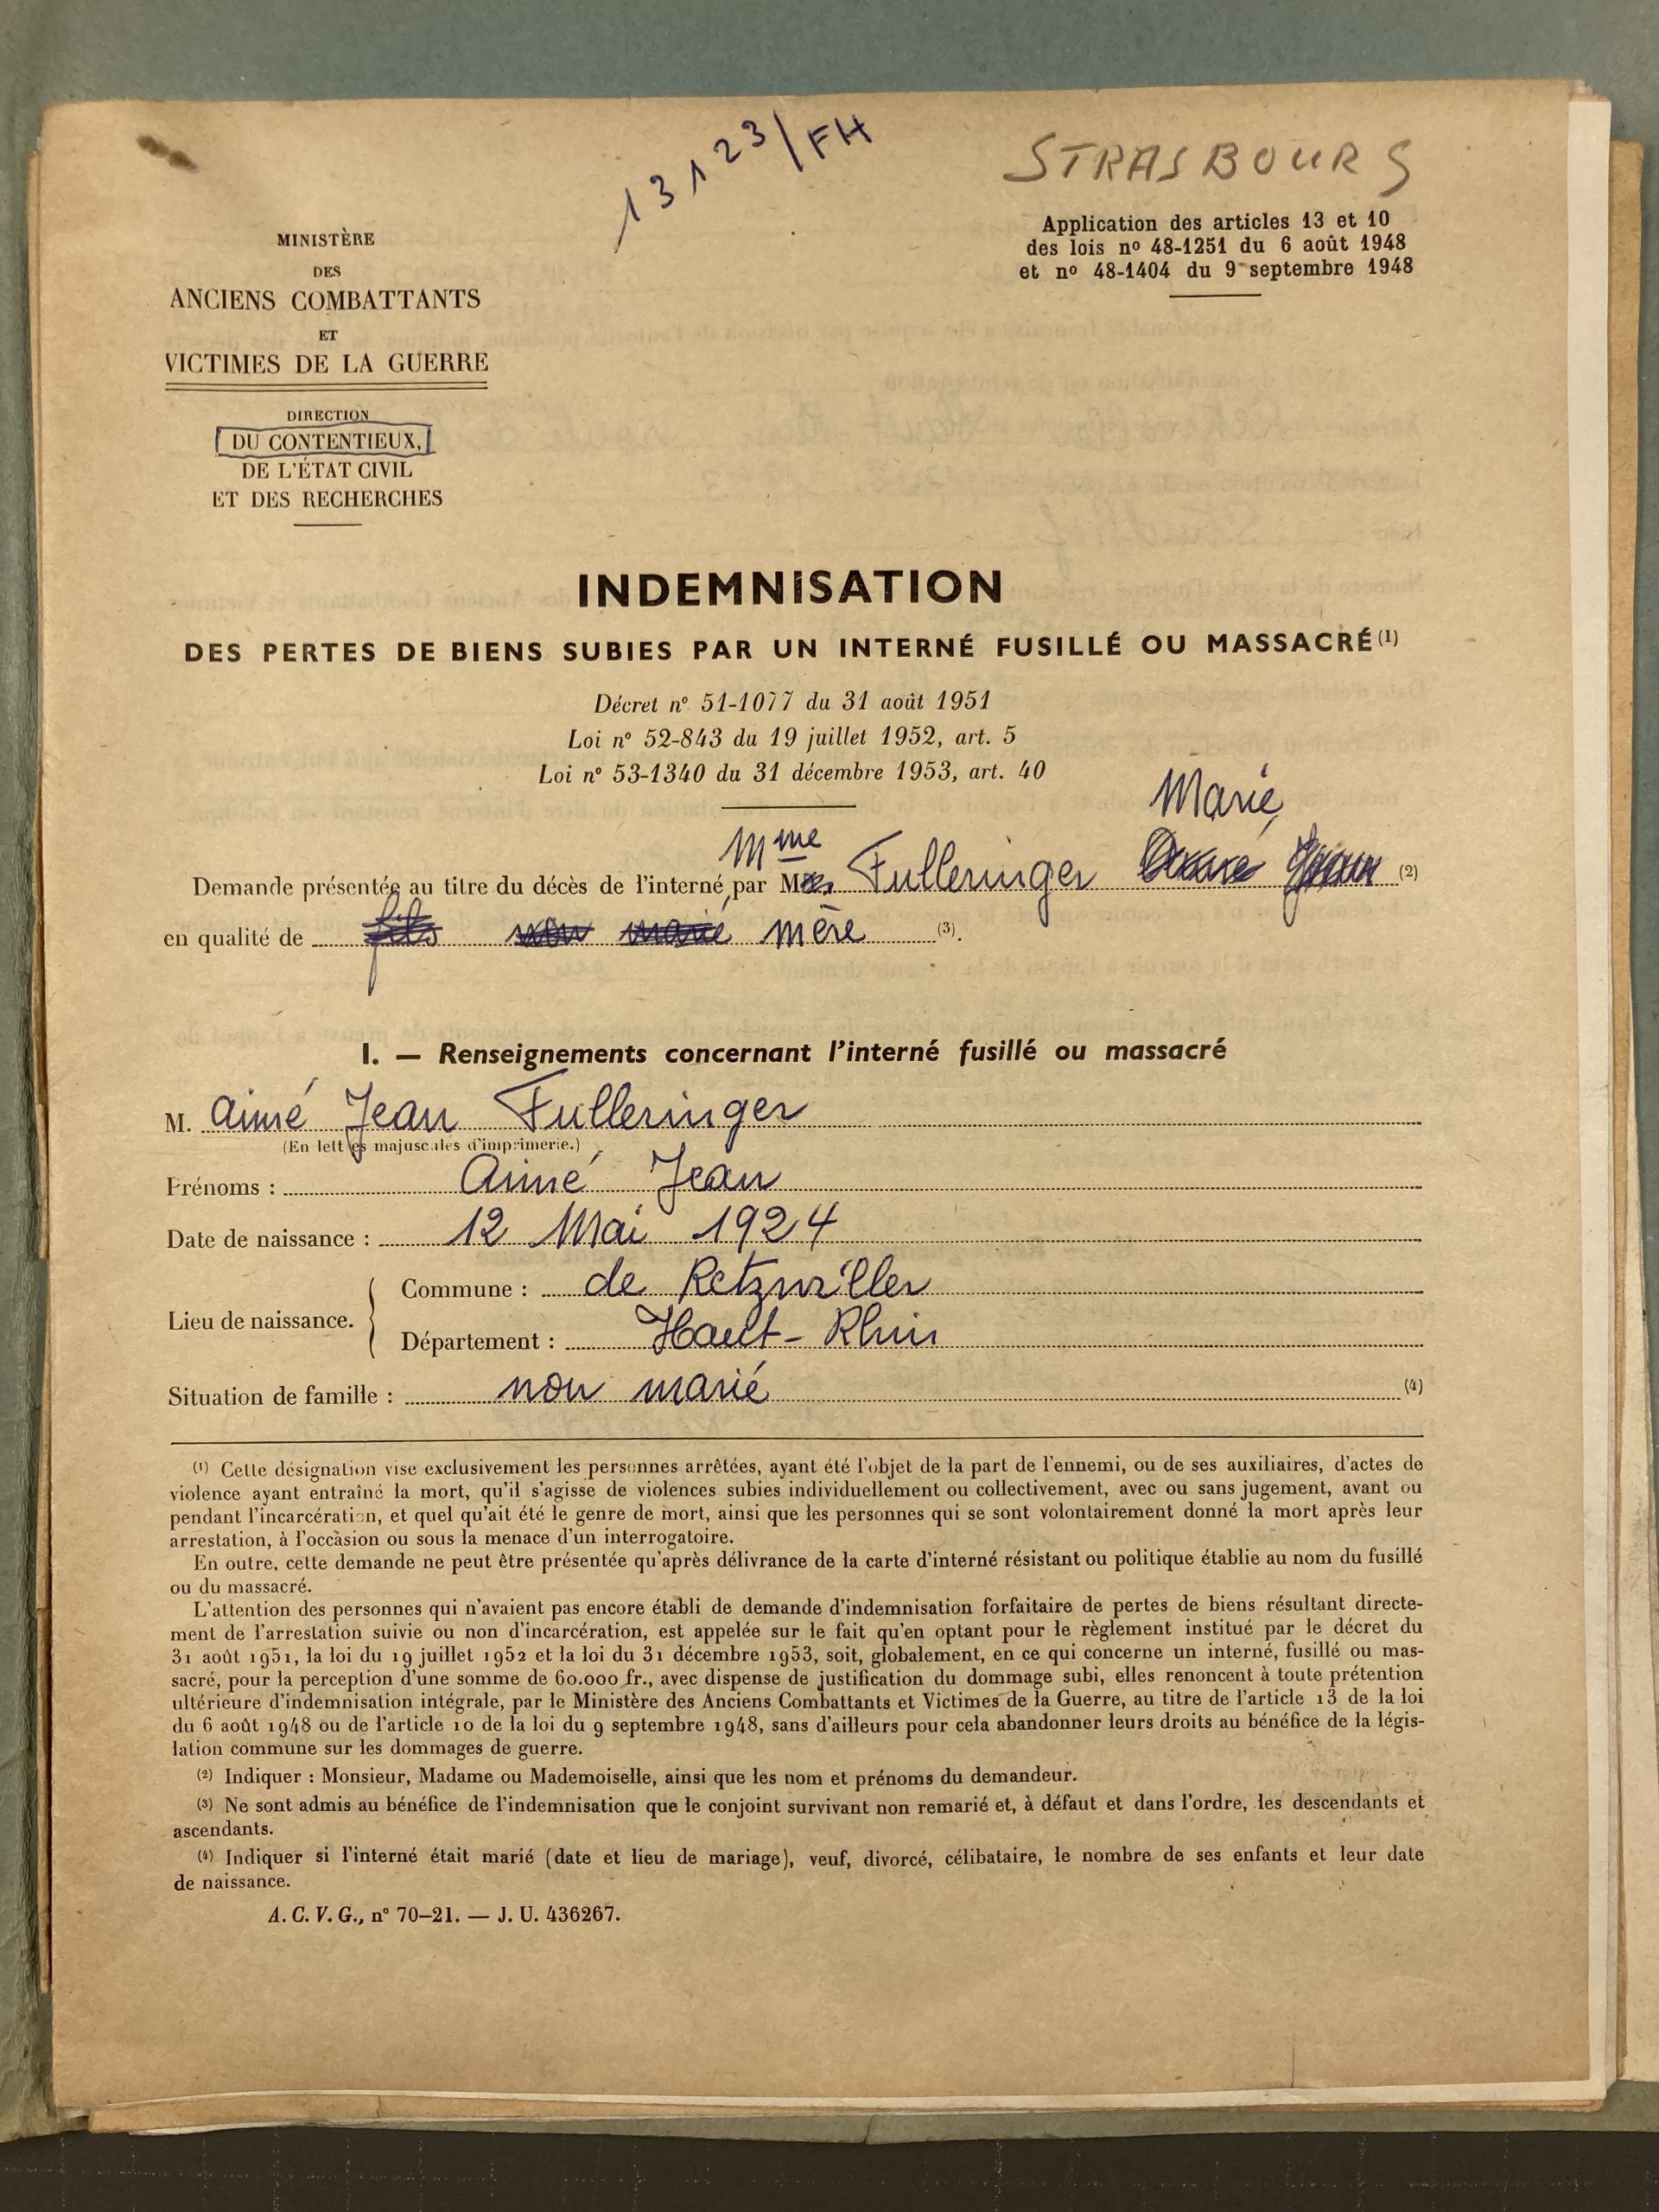 13123/FH
STRASBOURG
MINISTÈRE
DES
ANCIENS COMBATTANTS
ET
VICTIMES DE LA GUERRE
DIRECTION
DU CONTENTIEUX,
DE L'ÉTAT CIVIL
ET DES RECHERCHES
Application des articles 13 et 10
des lois nº 48-1251 du 6 août 1948
et nº 48-1404 du 9 septembre 1948
INDEMNISATION
DES PERTES DE BIENS SUBIES PAR UN INTERNÉ FUSILLÉ OU MASSACRÉ (1)
Décret nº 51-1077 du 31 août 1951
Loi nº 52-843 du 19 juillet 1952, art. 5
Loi nº 53-1340 du 31 décembre 1953, art. 40
Marie
Mme
Demande présentée au titre du décès de l'interné, par M. Fulleringer (2)
en qualité de fils non marié mère (3).
I. — Renseignements concernant l'interné fusillé ou massacré
M. Aimé Jean Fulleringer
(En lettres majuscules d'imprimerie.)
Prénoms : Aimé Jean
Date de naissance : 12 Mai 1924
Lieu de naissance. Commune : de Retzwiller
Département : Haut-Rhin
Situation de famille : non marié (4)
(1) Cette désignation vise exclusivement les personnes arrêtées, ayant été l'objet de la part de l'ennemi, ou de ses auxiliaires, d'actes de
violence ayant entraîné la mort, qu'il s'agisse de violences subies individuellement ou collectivement, avec ou sans jugement, avant ou
pendant l'incarcération, et quel qu'ait été le genre de mort, ainsi que les personnes qui se sont volontairement donné la mort après leur
arrestation, à l'occasion ou sous la menace d'un interrogatoire.
En outre, cette demande ne peut être présentée qu'après délivrance de la carte d'interné résistant ou politique établie au nom du fusillé
ou du massacré.
L'attention des personnes qui n'avaient pas encore établi de demande d'indemnisation forfaitaire de pertes de biens résultant directe-
ment de l'arrestation suivie ou non d'incarcération, est appelée sur le fait qu'en optant pour le règlement institué par le décret du
31 août 1951, la loi du 19 juillet 1952 et la loi du 31 décembre 1953, soit, globalement, en ce qui concerne un interné, fusillé ou mas-
sacré, pour la perception d'une somme de 60.000 fr., avec dispense de justification du dommage subi, elles renoncent à toute prétention
ultérieure d'indemnisation intégrale, par le Ministère des Anciens Combattants et Victimes de la Guerre, au titre de l'article 13 de la loi
du 6 août 1948 ou de l'article 10 de la loi du 9 septembre 1948, sans d'ailleurs pour cela abandonner leurs droits au bénéfice de la légis-
lation commune sur les dommages de guerre.
(2) Indiquer : Monsieur, Madame ou Mademoiselle, ainsi que les nom et prénoms du demandeur.
(3) Ne sont admis au bénéfice de l'indemnisation que le conjoint survivant non remarié et, à défaut et dans l'ordre, les descendants et
ascendants.
(4) Indiquer si l'interné était marié (date et lieu de mariage), veuf, divorcé, célibataire, le nombre de ses enfants et leur date
de naissance.
A. C. V. G., nº 70–21. — J. U. 436267.